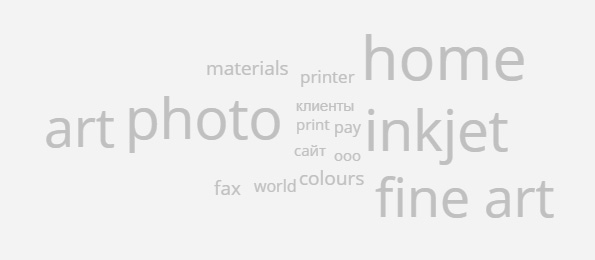 home
materials
printer
клиенты
art
photo
print
pay
inkjet
сайт
ооо
fax
world
colours
fine art